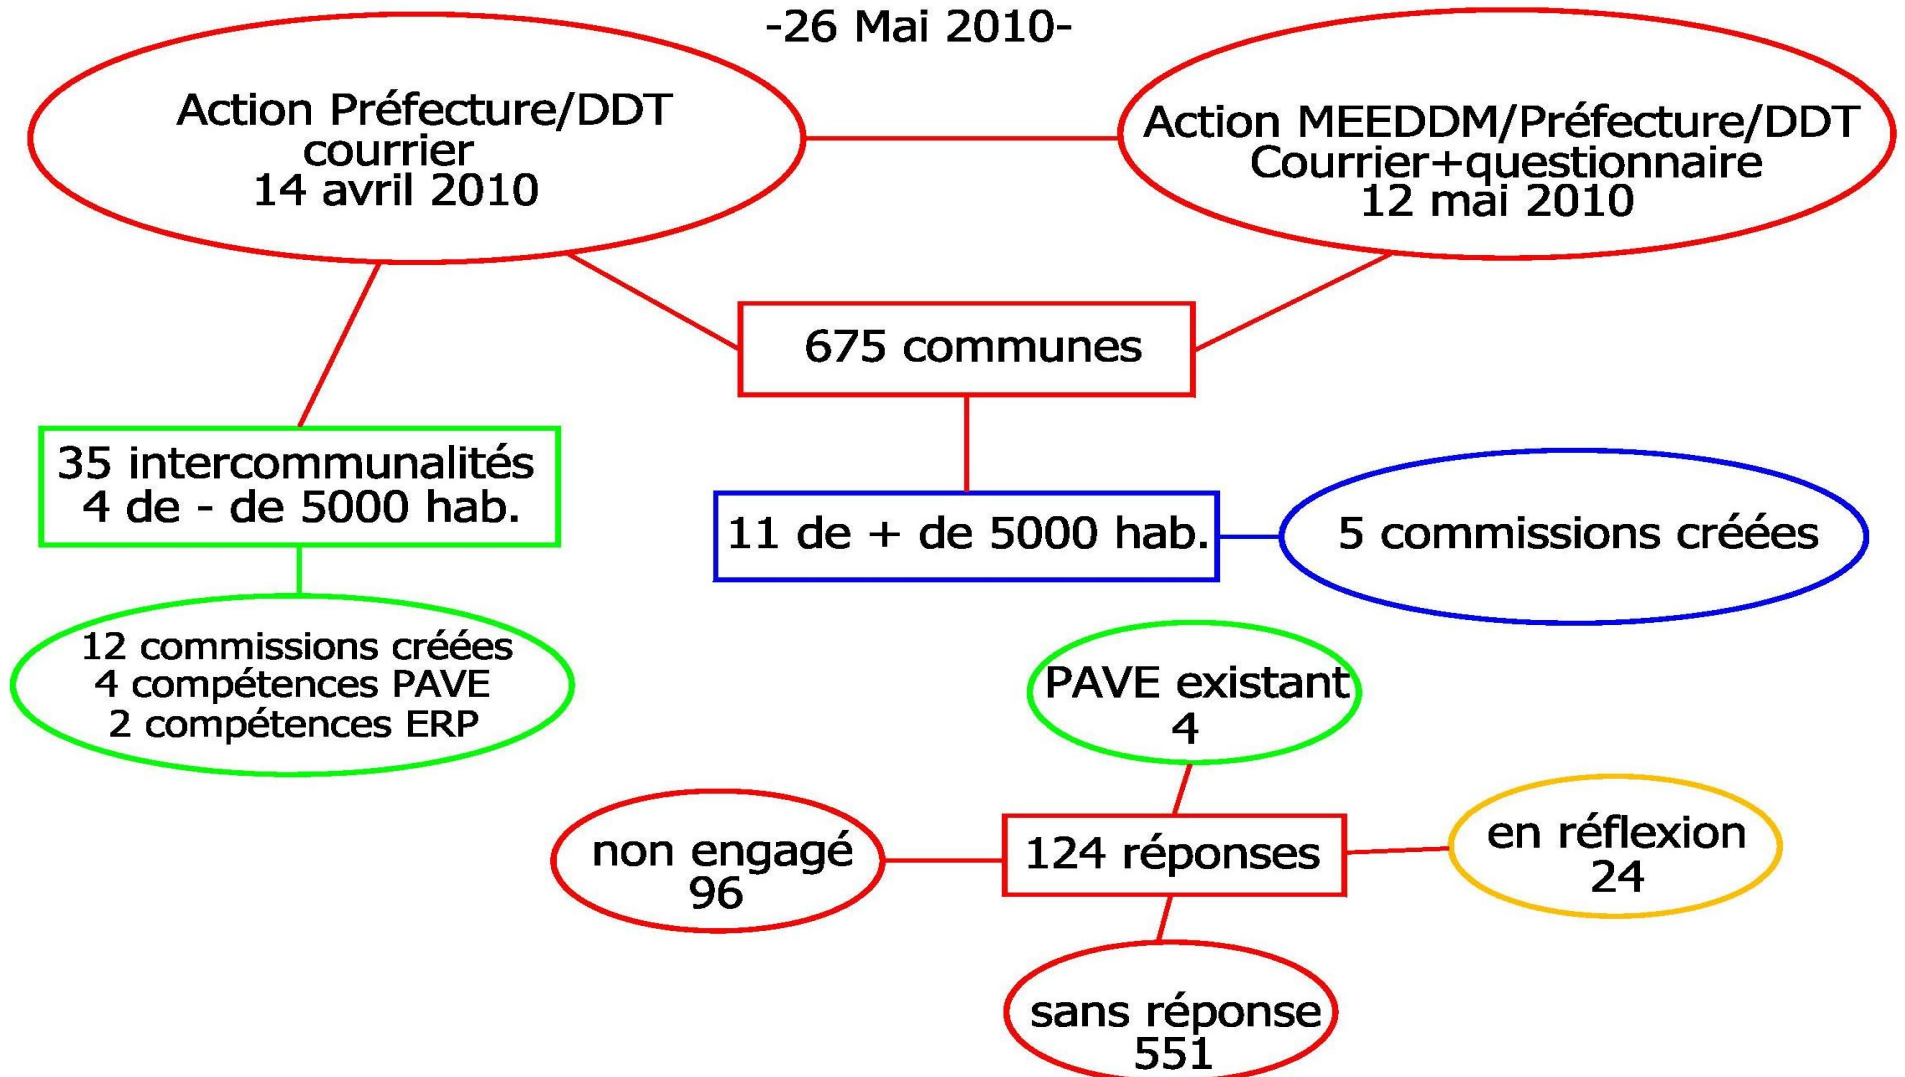 -26 Mai 2010-
Action Préfecture/DDT
courrier
14 avril 2010
Action MEEDDM/Préfecture/DDT
Courrier+questionnaire
12 mai 2010
675 communes
35 intercommunalités
4 de - de 5000 hab.
11 de + de 5000 hab.
5 commissions créées
12 commissions créées
4 compétences PAVE
2 compétences ERP
PAVE existant
4
non engagé
96
124 réponses
en réflexion
24
sans réponse
551